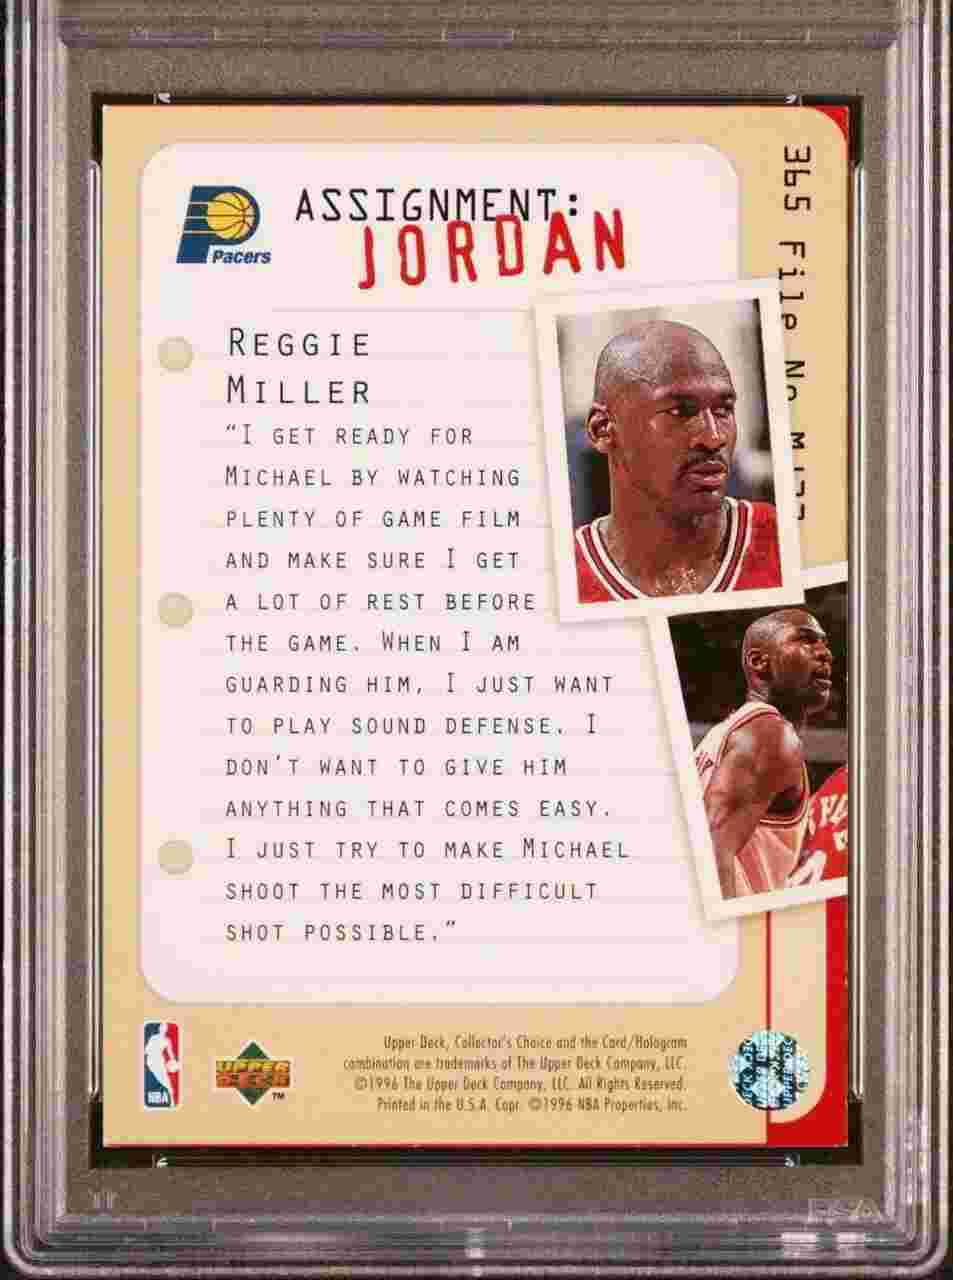 Pacers
ASSIGNMENT:
JORDAN
365 File No
REGGIE
MILLER
“I GET READY FOR
MICHAEL BY WATCHING
PLENTY OF GAME FILM
AND MAKE SURE I GET
A LOT OF REST BEFORE
THE GAME. WHEN I AM
GUARDING HIM, I JUST WANT
TO PLAY SOUND DEFENSE. I
DON'T WANT TO GIVE HIM
ANYTHING THAT COMES EASY.
I JUST TRY TO MAKE MICHAEL
SHOOT THE MOST DIFFICULT
SHOT POSSIBLE.”
NBA
UPPER
DECK
TM
Upper Deck, Collector's Choice and the Card/Hologram
combination are trademarks of The Upper Deck Company, LLC.
©1996 The Upper Deck Company, LLC. All Rights Reserved.
Printed in the U.S.A. Copr. ©1996 NBA Properties, Inc.
PSA